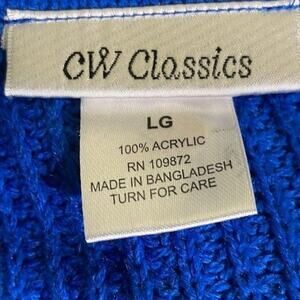 CW Classics
LG
100% ACRYLIC
RN 109872
MADE IN BANGLADESH
TURN FOR CARE